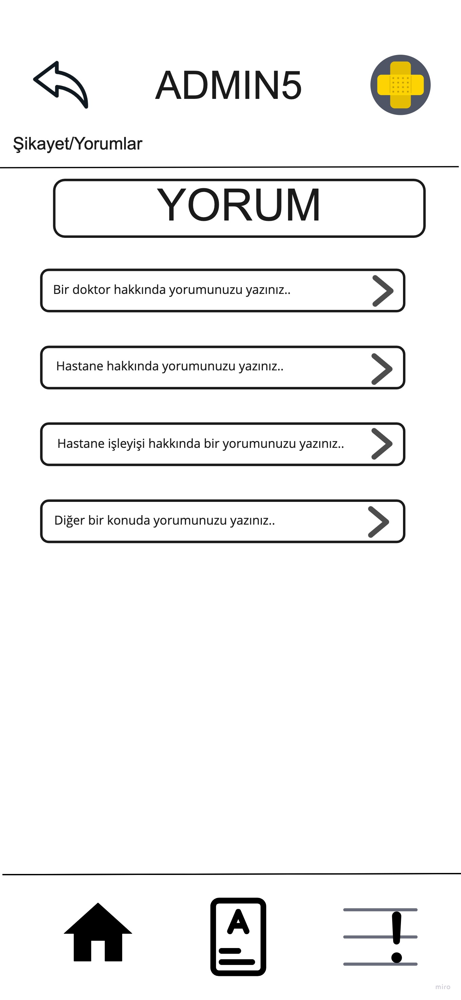 ADMIN5
Şikayet/Yorumlar
YORUM
Bir doktor hakkında yorumunuzu yazınız..
Hastane hakkında yorumunuzu yazınız..
Hastane işleyişi hakkında bir yorumunuzu yazınız..
Diğer bir konuda yorumunuzu yazınız..
A
!
miro